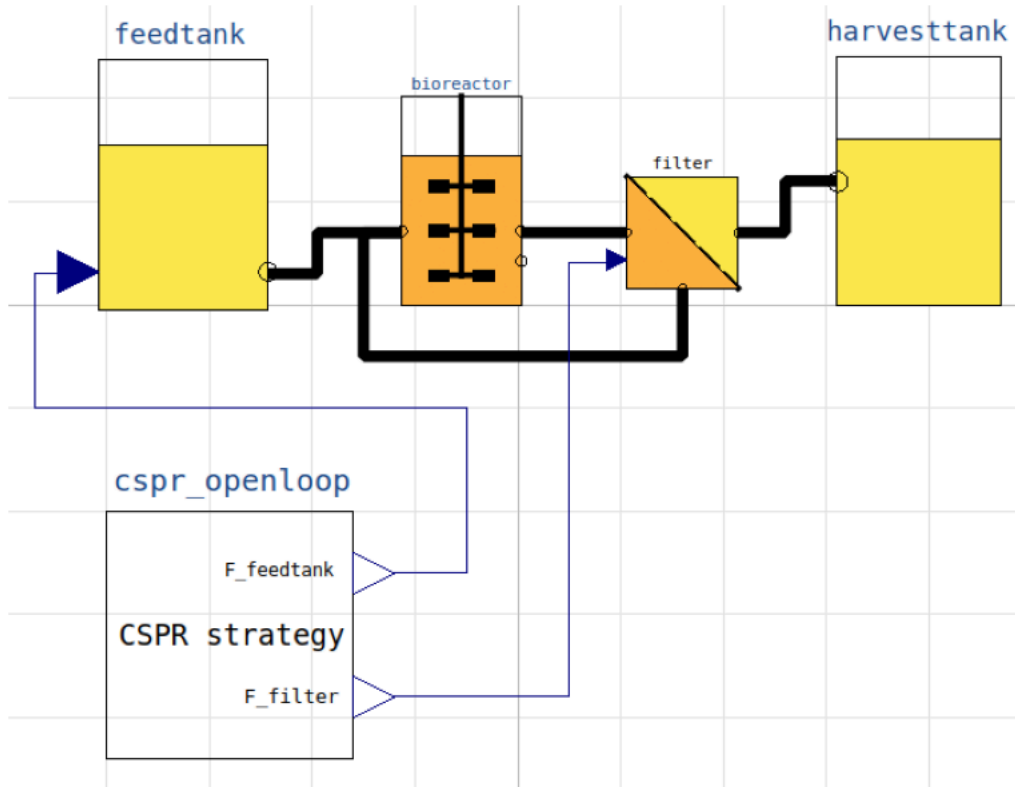 feedtank
harvesttank
bioreactor
filter
cspr_openloop
F_feedtank
CSPR strategy
F_filter